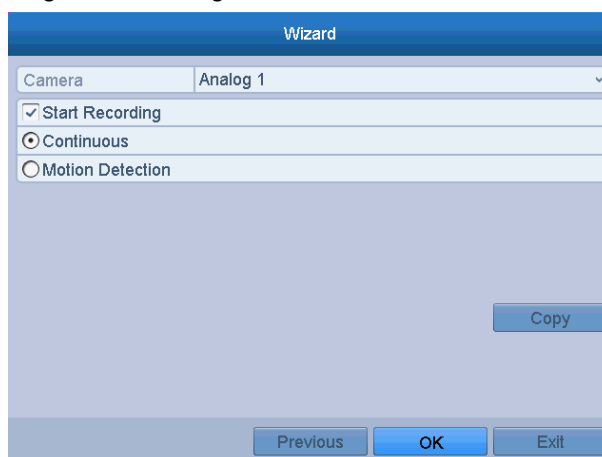 Wizard
Camera Analog 1
Start Recording
Continuous
Motion Detection
Copy
Previous OK Exit